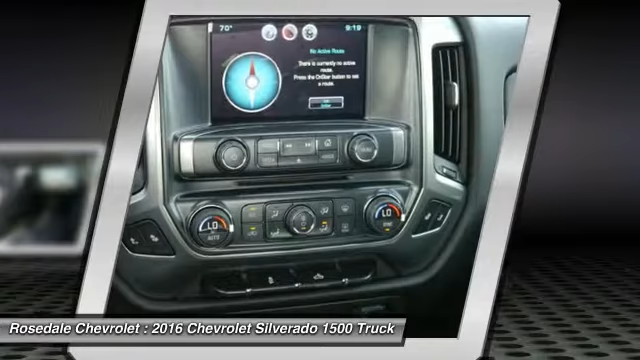 70°
9:19
No Active Route
There is currently no active
route.
Press the OnStar button to set
a route.
LO
AUTO
LO
Rosedale Chevrolet : 2016 Chevrolet Silverado 1500 Truck